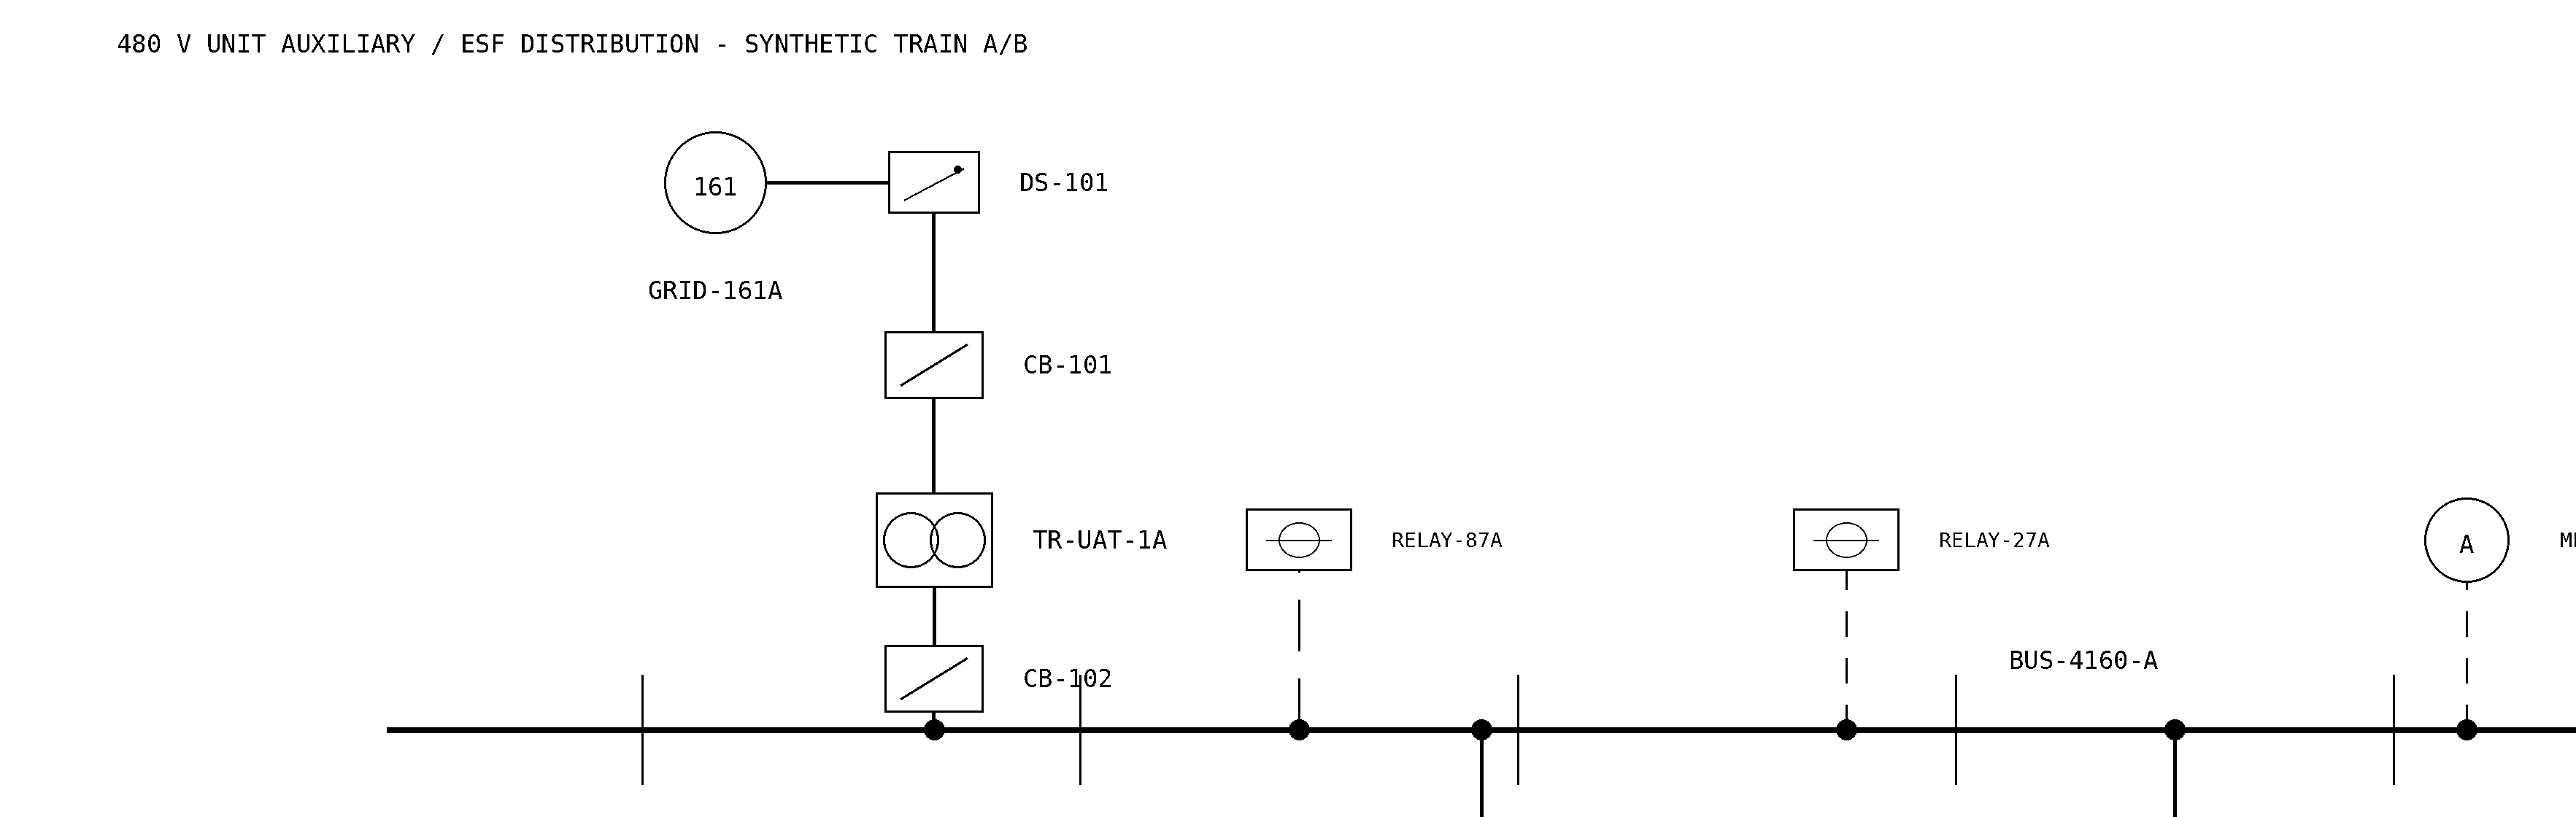 480 V UNIT AUXILIARY / ESF DISTRIBUTION - SYNTHETIC TRAIN A/B
161
DS-101
GRID-161A
CB-101
TR-UAT-1A
RELAY-87A
RELAY-27A
A
BUS-4160-A
CB-102